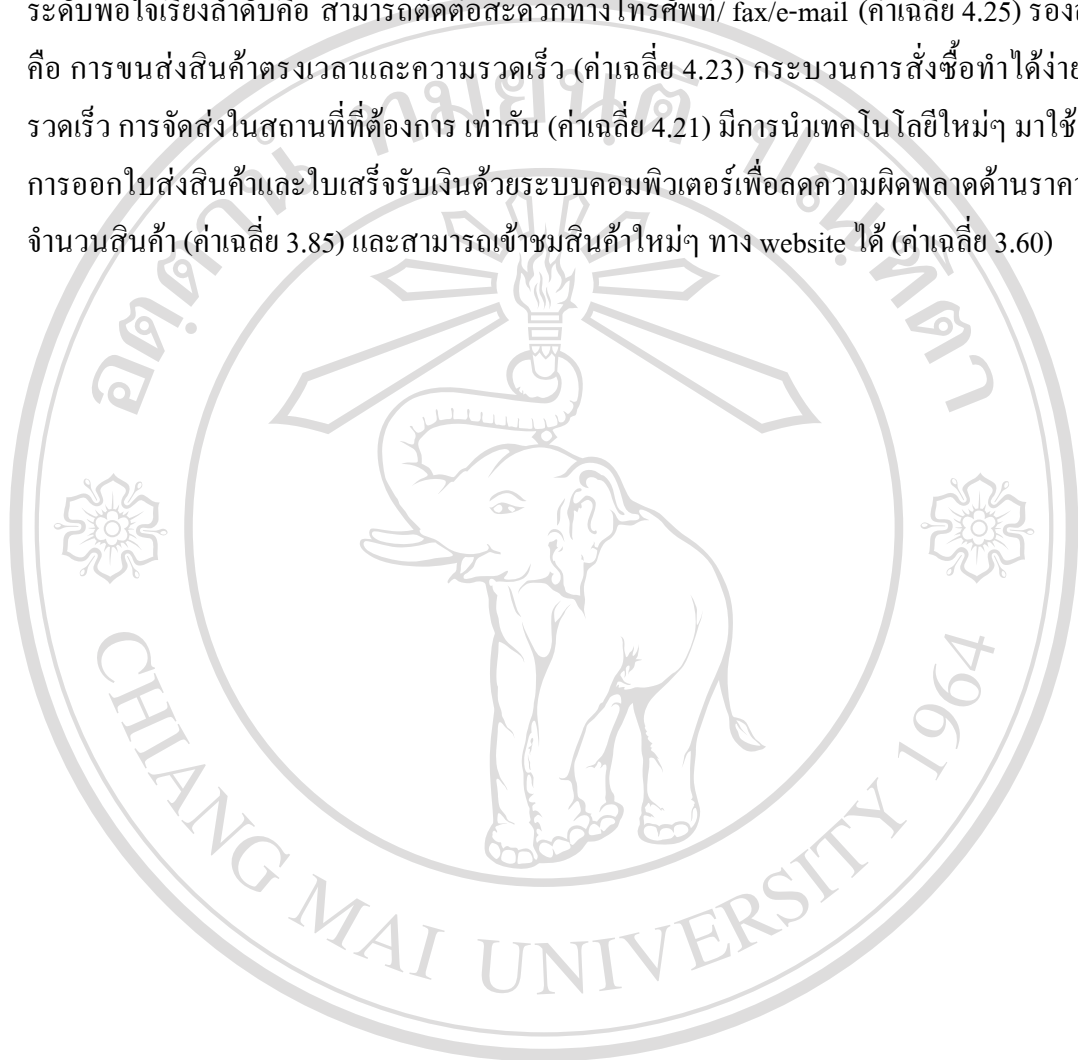 ระดับพอใจเรียงลำดับคือ สามารถติดต่อสะดวกทางโทรศัพท์/ fax/e-mail (ค่าเฉลี่ย 4.25)
คือ การขนส่งสินค้าตรงเวลาและความรวดเร็ว (ค่าเฉลี่ย 4.23) กระบวนการสั่งซื้อทำได้ง่าย
รวดเร็ว การจัดส่งในสถานที่ที่ต้องการ เท่ากัน (ค่าเฉลี่ย 4.21) มีการนำเทคโนโลยีใหม่ๆ มาใช้
การออกใบส่งสินค้าและใบเสร็จรับเงินด้วยระบบคอมพิวเตอร์เพื่อลดความผิดพลาดด้านราคา
จำนวนสินค้า (ค่าเฉลี่ย 3.85) และสามารถเข้าชมสินค้าใหม่ๆ ทาง website ได้ (ค่าเฉลี่ย 3.60)
อตฺตานํ ทมยนฺติ ปณฺฑิตา
CHIANG MAI UNIVERSITY 1964